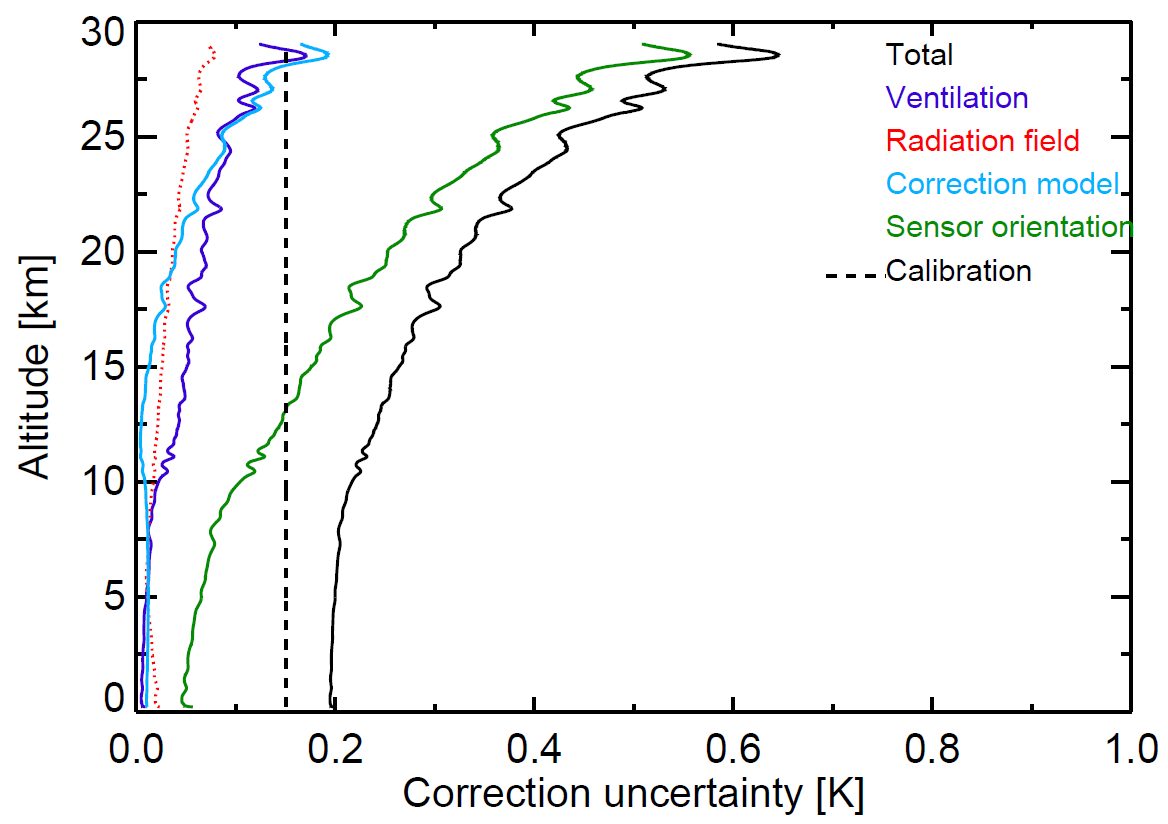 30
25
20
15
10
5
0
Altitude [km]
Total
Ventilation
Radiation field
Correction model
Sensor orientation
Calibration
0.0 0.2 0.4 0.6 0.8 1.0
Correction uncertainty [K]